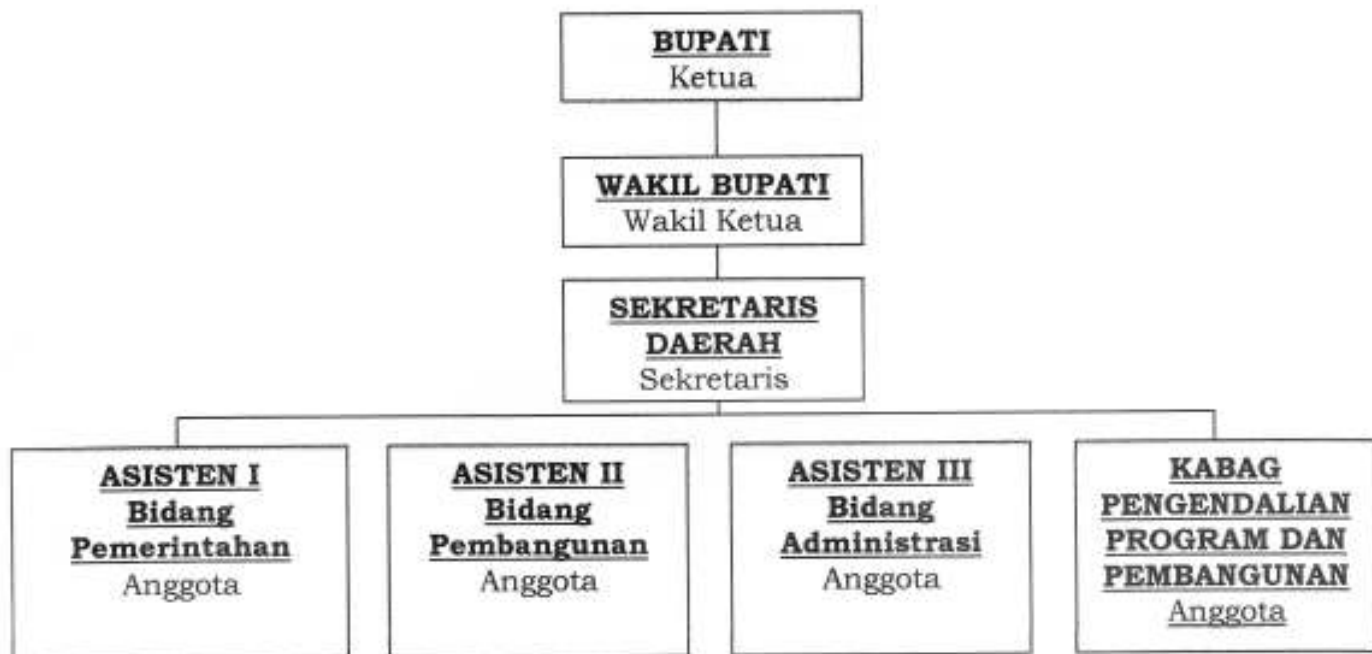 BUPATI
Ketua
WAKIL BUPATI
Wakil Ketua
SEKRETARIS
DAERAH
Sekretaris
ASISTEN I
Bidang
Pemerintahan
Anggota
ASISTEN II
Bidang
Pembangunan
Anggota
ASISTEN III
Bidang
Administrasi
Anggota
KABAG
PENGENDALIAN
PROGRAM DAN
PEMBANGUNAN
Anggota